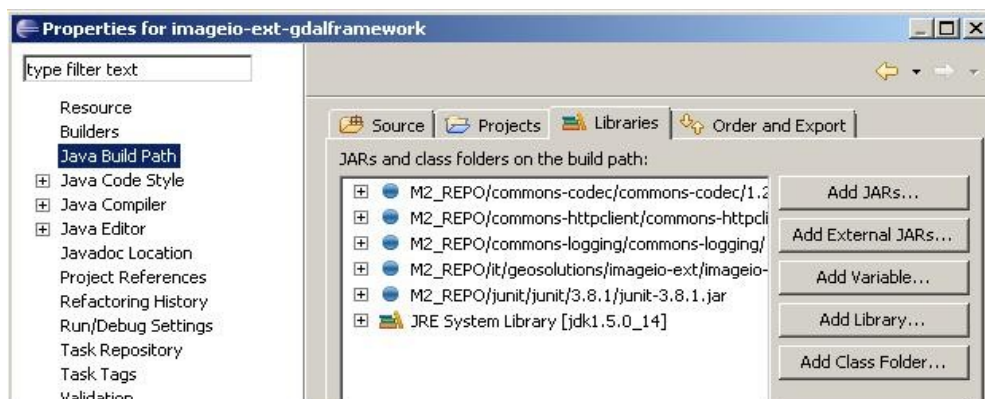 Properties for imageio-ext-gdalframework
type filter text
Resource
Builders
Java Build Path
Java Code Style
Java Compiler
Java Editor
Javadoc Location
Project References
Refactoring History
Run/Debug Settings
Task Repository
Task Tags
Validation
Source
Projects
Libraries
Order and Export
JARs and class folders on the build path:
M2_REPO/commons-codec/commons-codec/1.2
M2_REPO/commons-httpclient/commons-httpcli
M2_REPO/commons-logging/commons-logging/
M2_REPO/it/geosolutions/imageio-ext/imageio-
M2_REPO/junit/junit/3.8.1/junit-3.8.1.jar
JRE System Library [jdk1.5.0_14]
Add JARs...
Add External JARs...
Add Variable...
Add Library...
Add Class Folder...